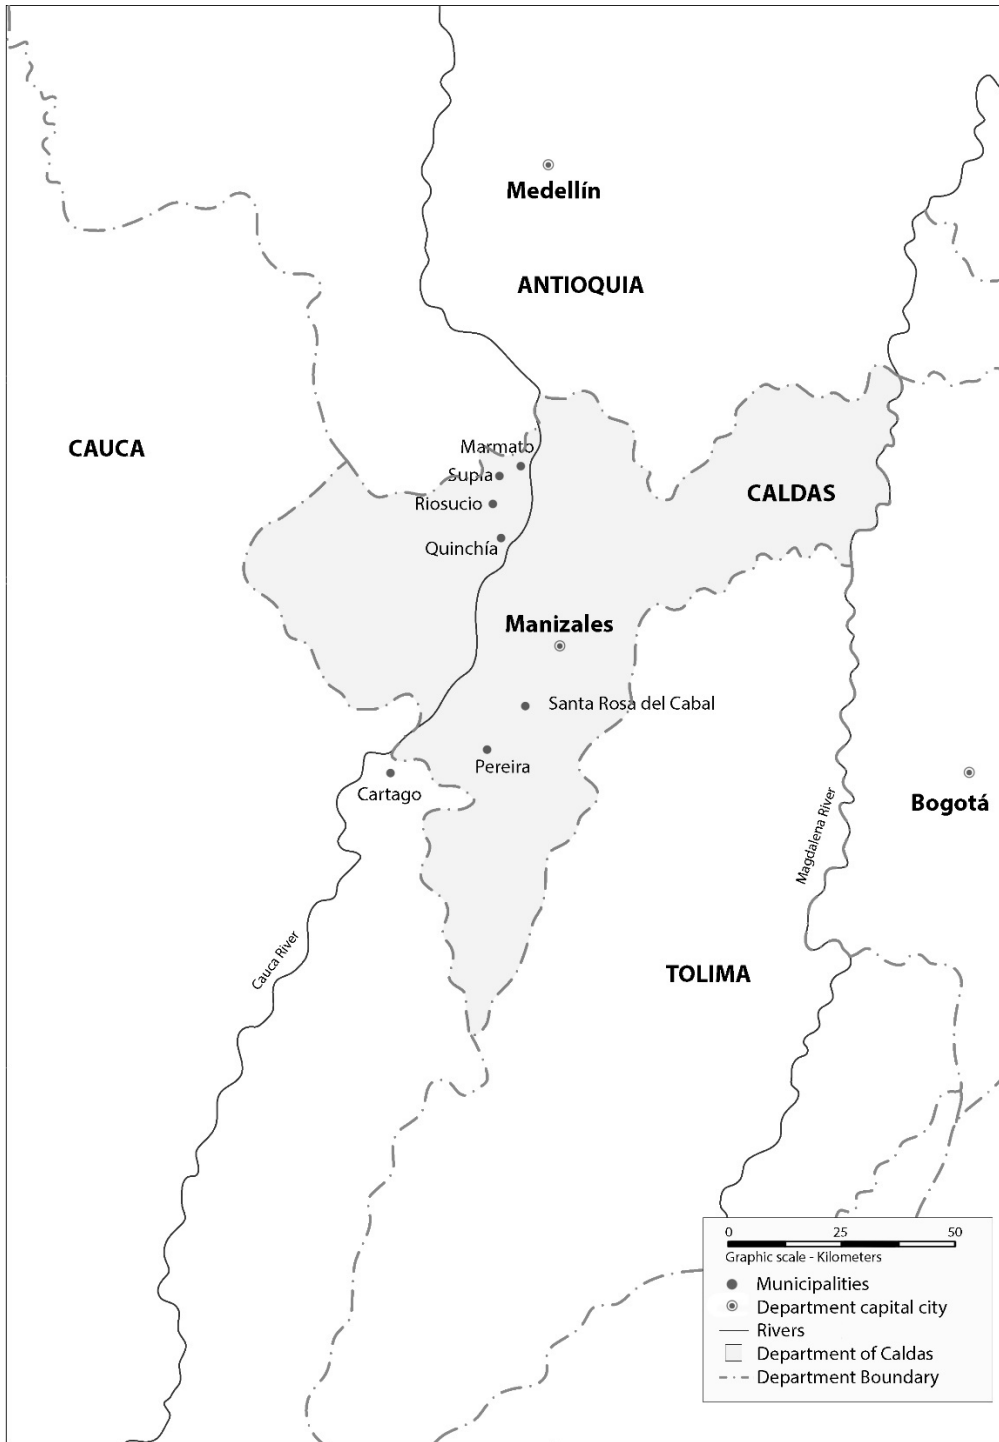 Medellín
ANTIOQUIA
CAUCA
Marmato
Supía
Riosucio
CALDAS
Quinchía
Manizales
Santa Rosa del Cabal
Pereira
Cartago
Bogotá
Magdalena River
Cauca River
TOLIMA
0 25 50
Graphic scale - Kilometers
Municipalities
Department capital city
Rivers
Department of Caldas
Department Boundary